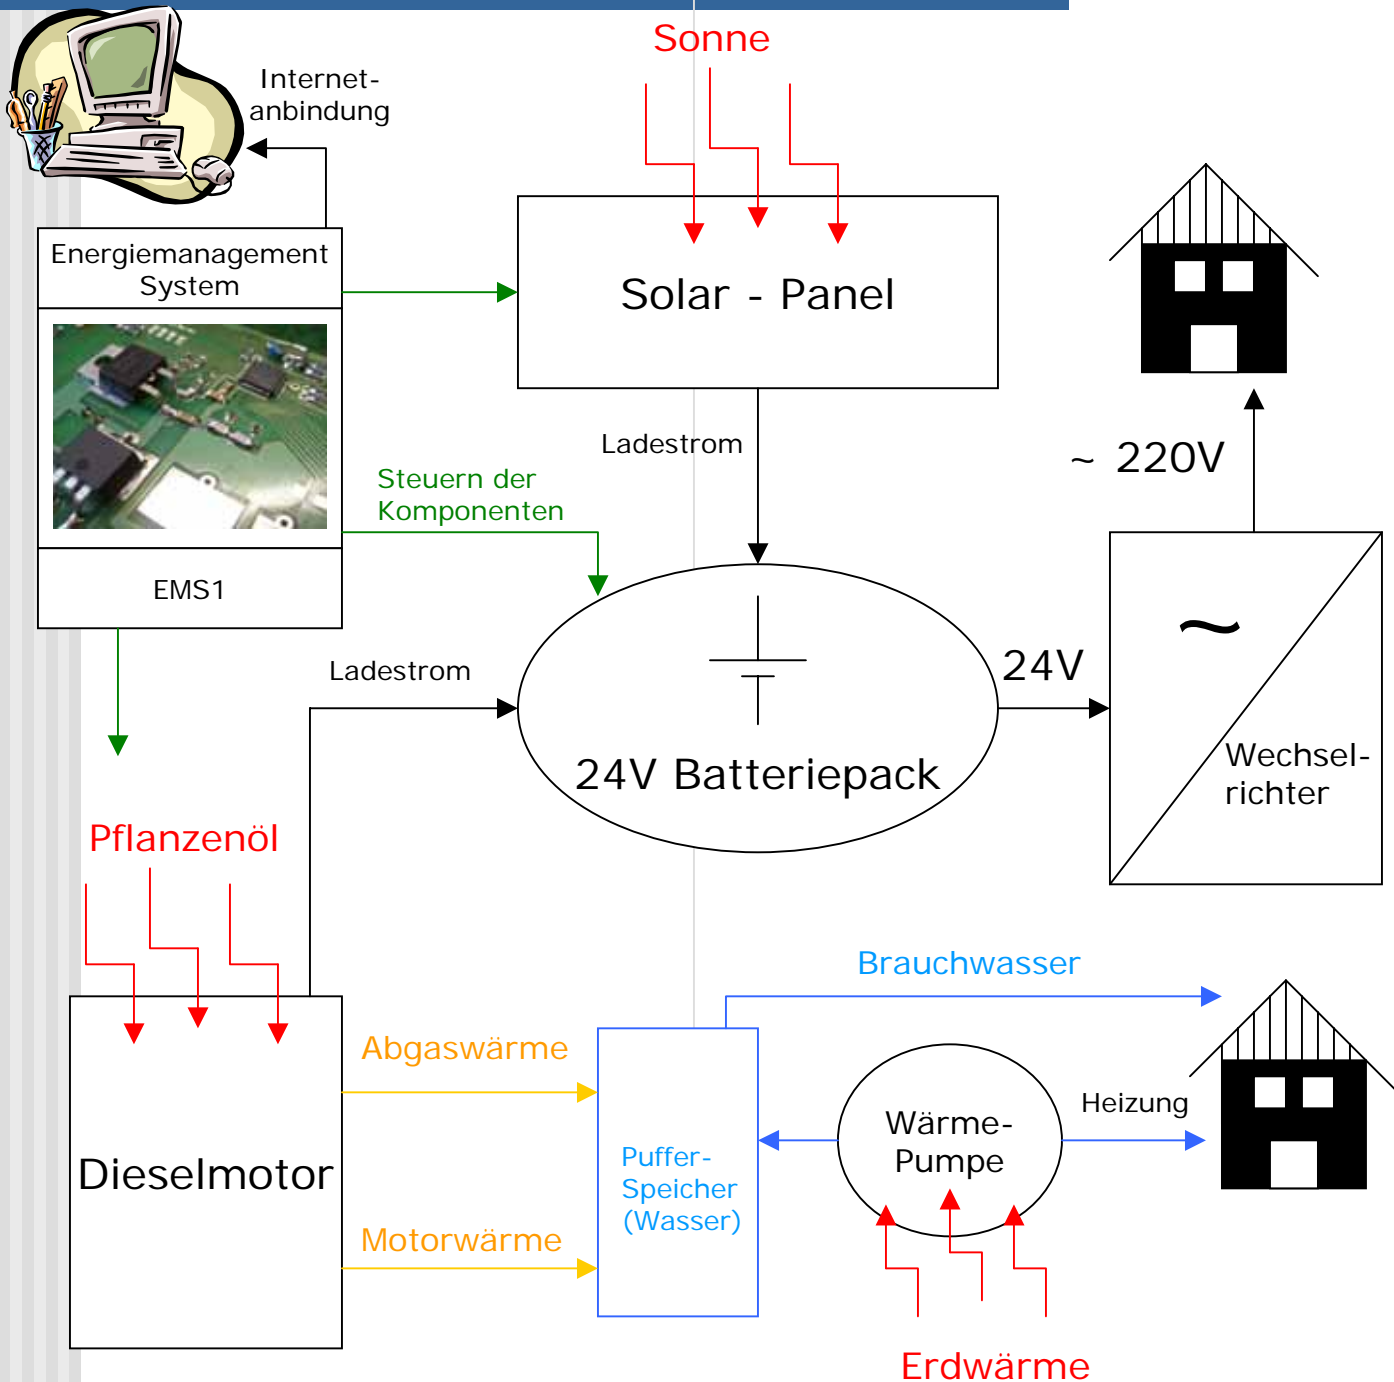 Sonne
Internet-
anbindung
Energiemanagement
System
Solar - Panel
Ladestrom
~ 220V
Steuern der
Komponenten
EMS1
Ladestrom
24V
~
24V Batteriepack
Wechsel-
richter
Pflanzenöl
Brauchwasser
Abgaswärme
Heizung
Wärme-
Pumpe
Dieselmotor
Puffer-
Speicher
(Wasser)
Motorwärme
Erdwärme